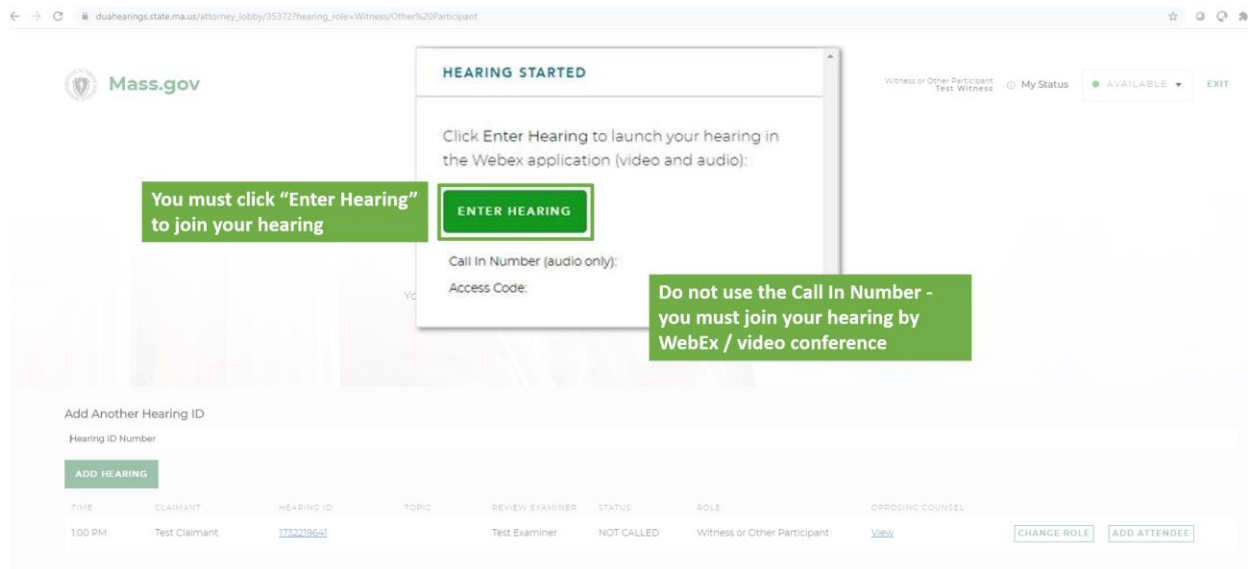 duahearings.state.ma.us/attorney_lobby/35372?hearing_role=Witness/Other%20Participant
Mass.gov
HEARING STARTED
Witness or Other Participant
Test Witness
My Status
AVAILABLE
EXIT
Click Enter Hearing to launch your hearing in
the Webex application (video and audio):
You must click “Enter Hearing”
to join your hearing
ENTER HEARING
Call In Number (audio only):
Access Code:
Do not use the Call In Number -
you must join your hearing by
WebEx / video conference
Add Another Hearing ID
Hearing ID Number
ADD HEARING
TIME CLAIMANT HEARING ID TOPIC REVIEW EXAMINER STATUS ROLE OPPOSING COUNSEL
1:00 PM Test Claimant 1732219641 Test Examiner NOT CALLED Witness or Other Participant View CHANGE ROLE ADD ATTENDEE